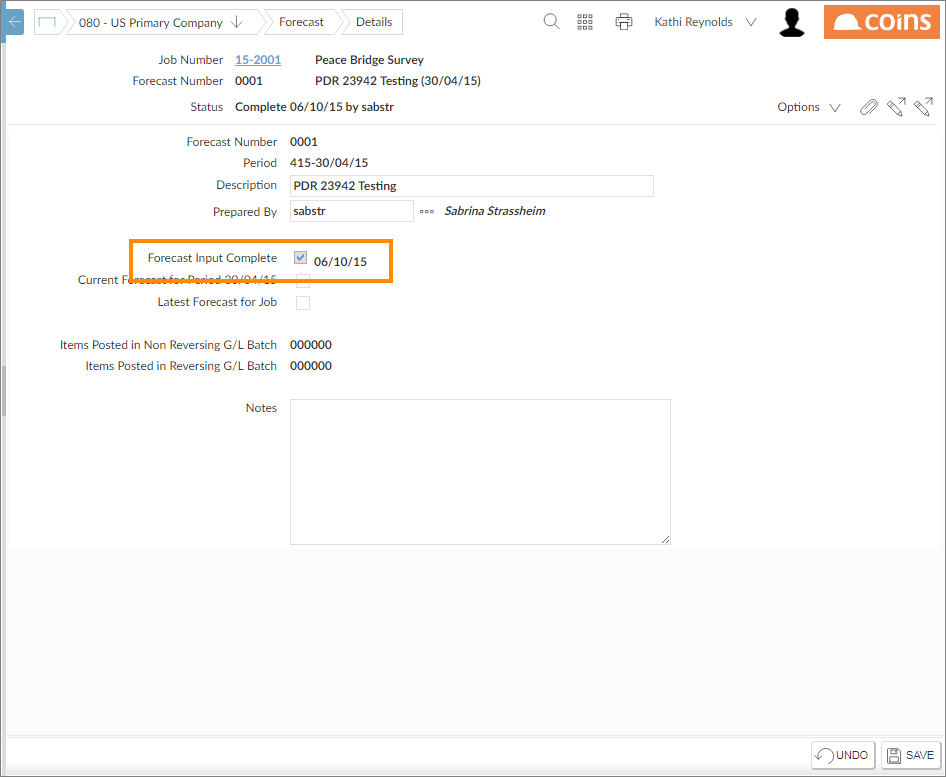 080 - US Primary Company Forecast Details Kathi Reynolds coins
Job Number 15-2001 Peace Bridge Survey
Forecast Number 0001 PDR 23942 Testing (30/04/15)
Status Complete 06/10/15 by sabstr Options
Forecast Number 0001
Period 415-30/04/15
Description PDR 23942 Testing
Prepared By sabstr Sabrina Strassheim
Forecast Input Complete 06/10/15
Current Forecast for Period 30/04/15
Latest Forecast for Job
Items Posted in Non Reversing G/L Batch 000000
Items Posted in Reversing G/L Batch 000000
Notes
UNDO SAVE